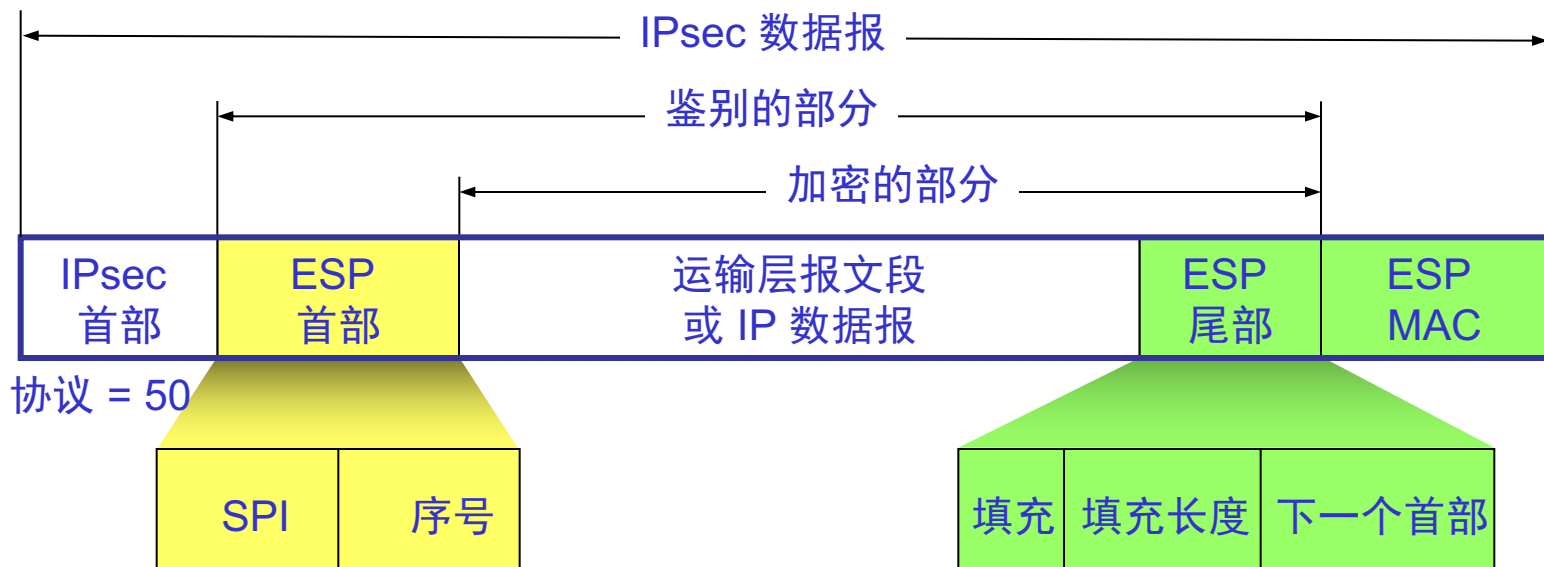 IPsec 数据报
鉴别的部分
加密的部分
IPsec
首部
ESP
首部
运输层报文段
或 IP 数据报
ESP
尾部
ESP
MAC
协议 = 50
SPI
序号
填充
填充长度
下一个首部